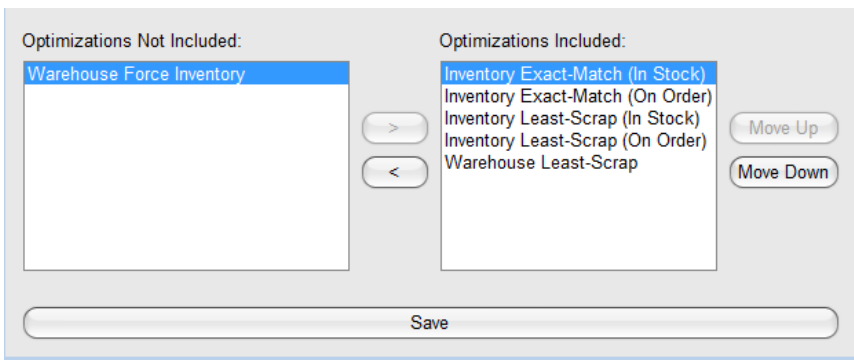 Optimizations Not Included:
Warehouse Force Inventory
>
<
Optimizations Included:
Inventory Exact-Match (In Stock)
Inventory Exact-Match (On Order)
Inventory Least-Scrap (In Stock)
Inventory Least-Scrap (On Order)
Warehouse Least-Scrap
Move Up
Move Down
Save